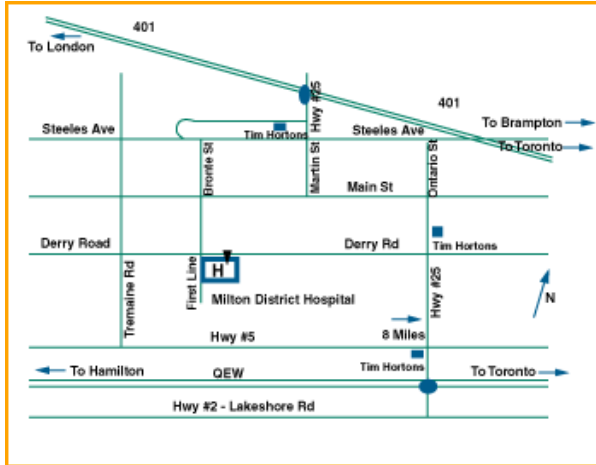 401
To London
Hwy #25
401
To Brampton
Steeles Ave
Tim Hortons
Steeles Ave
To Toronto
Bronte St
Martin St
Ontario St
Main St
Derry Road
Derry Rd
Tim Hortons
Tremaine Rd
First Line
H
Hwy #25
N
Milton District Hospital
Hwy #5
8 Miles
To Hamilton
QEW
Tim Hortons
To Toronto
Hwy #2 - Lakeshore Rd